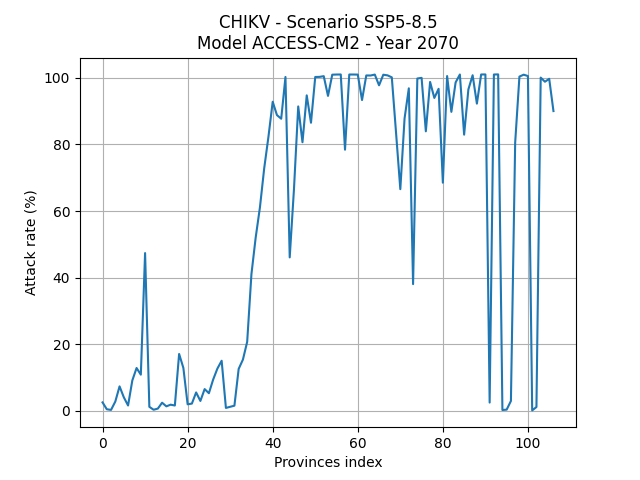 CHIKV - Scenario SSP5-8.5
Model ACCESS-CM2 - Year 2070
Attack rate (%)
100
80
60
40
20
0
0 20 40 60 80 100
Provinces index